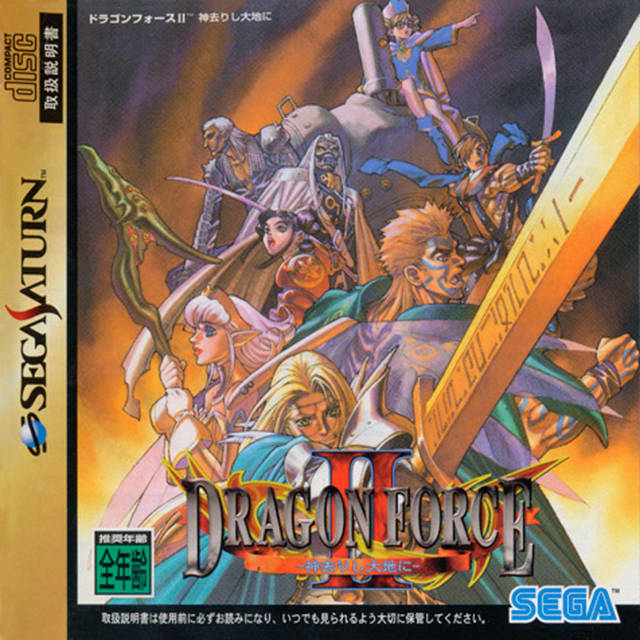 COMPACT
disc
取扱説明書
ドラゴンフォースII™ 神去りし大地に
SEGA SATURN™
II
DRAGON FORCE
-神去りし大地に-
推奨年齢
全年齢
SEGA
取扱説明書は使用前に必ずお読みになり、いつでも見られるよう大切に保管してください。